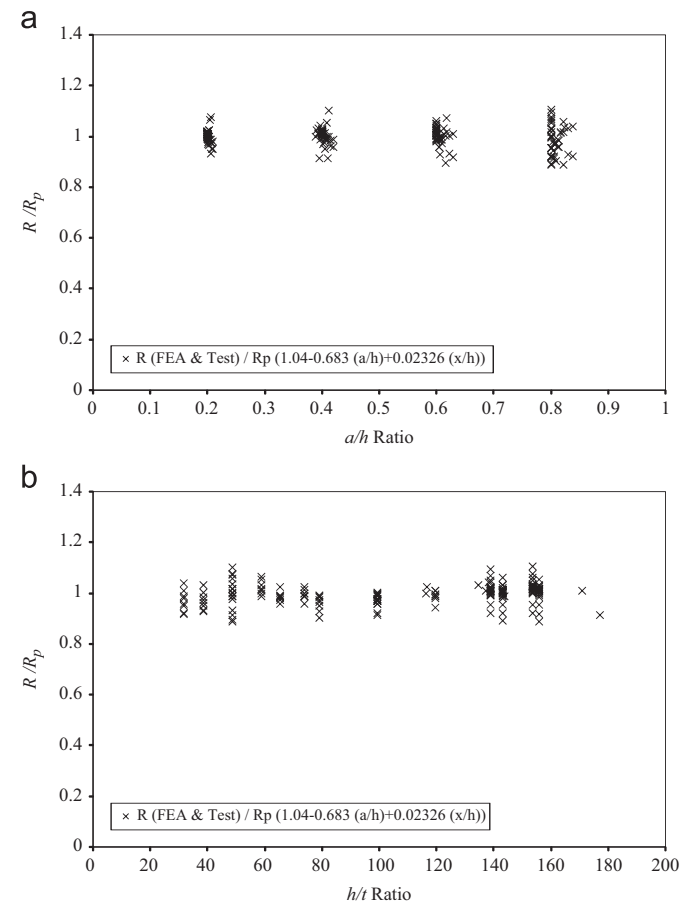 a
1.4
1.2
1
0.8
0.6
0.4
0.2
0
R /Rp
× R (FEA & Test) / Rp (1.04-0.683 (a/h)+0.02326 (x/h))
0 0.1 0.2 0.3 0.4 0.5 0.6 0.7 0.8 0.9 1
a/h Ratio
b
1.4
1.2
1
0.8
0.6
0.4
0.2
0
R /Rp
× R (FEA & Test) / Rp (1.04-0.683 (a/h)+0.02326 (x/h))
0 20 40 60 80 100 120 140 160 180 200
h/t Ratio